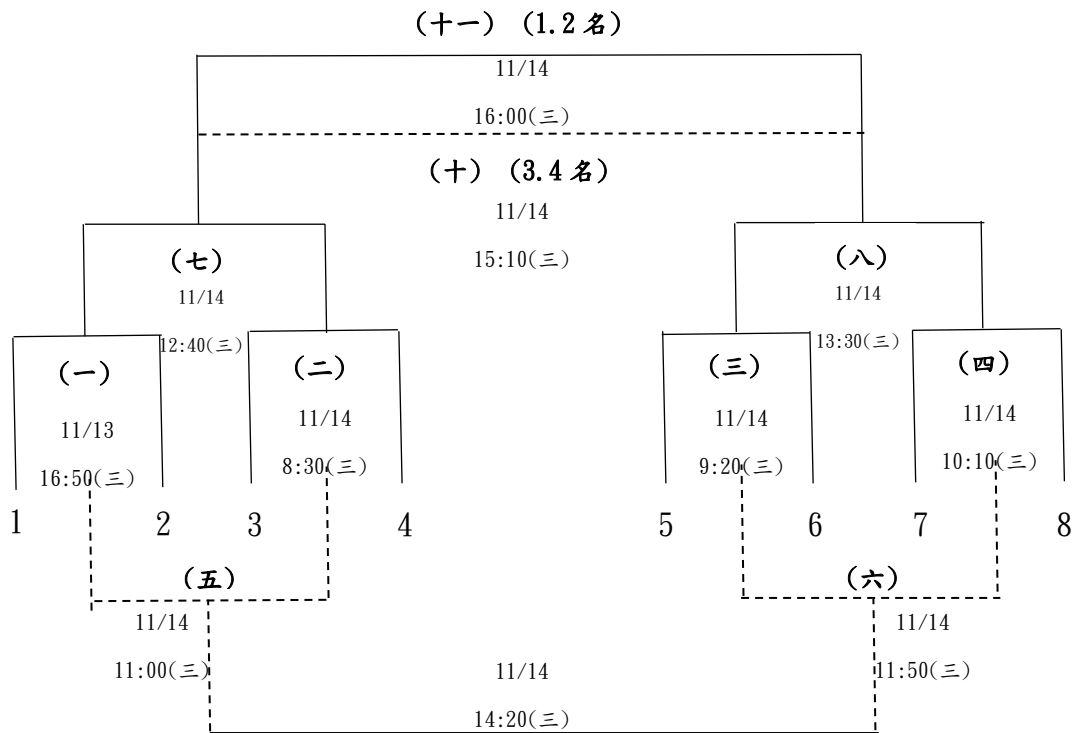 （十一）（1.2 名）
11/14
16:00(三)
（十）（3.4 名）
11/14
15:10(三)
（七）
11/14
12:40(三)
（八）
11/14
13:30(三)
（一）
11/13
16:50(三)
（二）
11/14
8:30(三)
（三）
11/14
9:20(三)
（四）
11/14
10:10(三)
1 2 3 4 5 6 7 8
（五）
11/14
11:00(三)
（六）
11/14
11:50(三)
11/14
14:20(三)